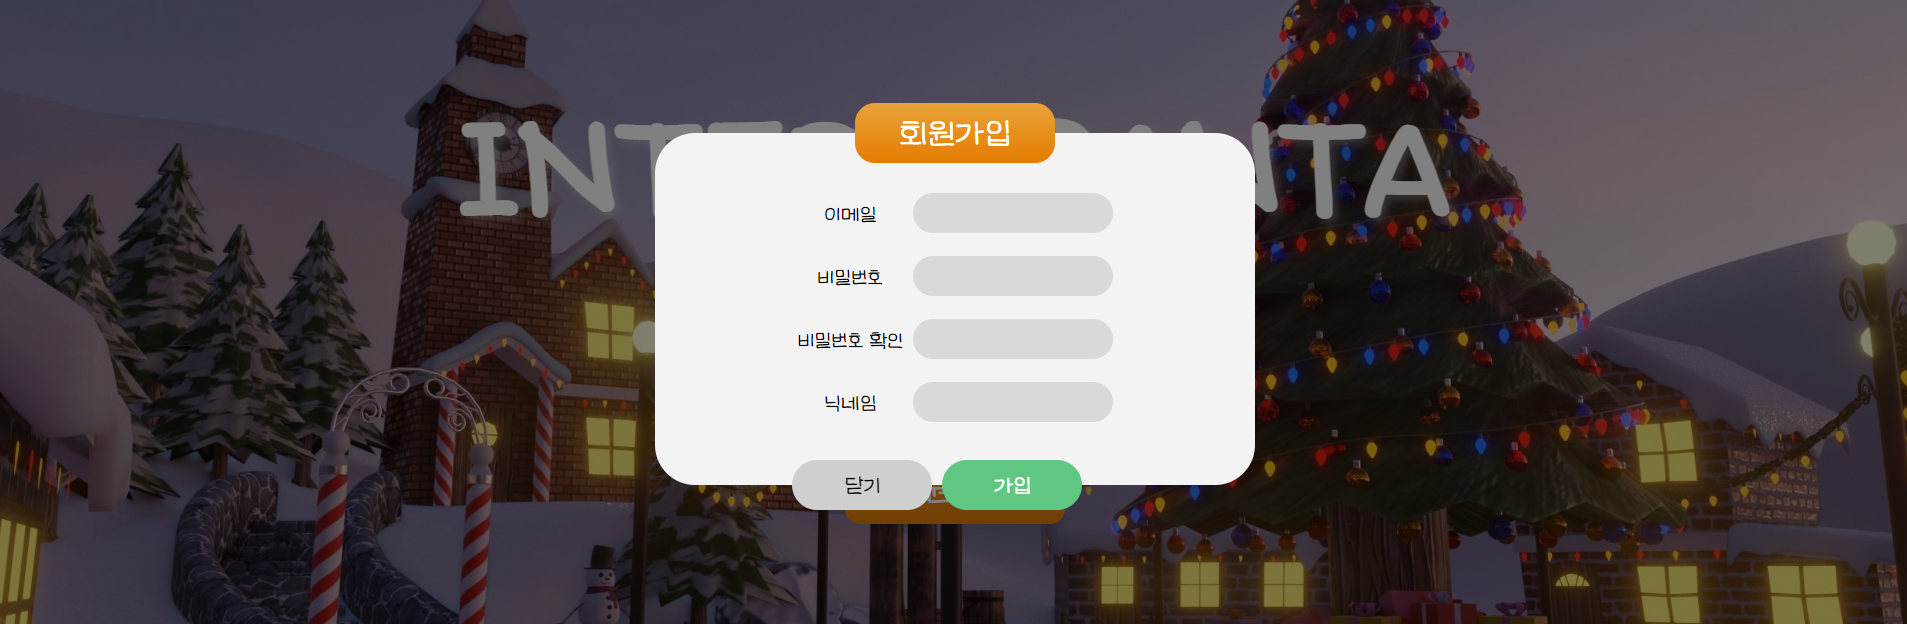 회원가입
이메일
비밀번호
비밀번호 확인
닉네임
닫기 가입